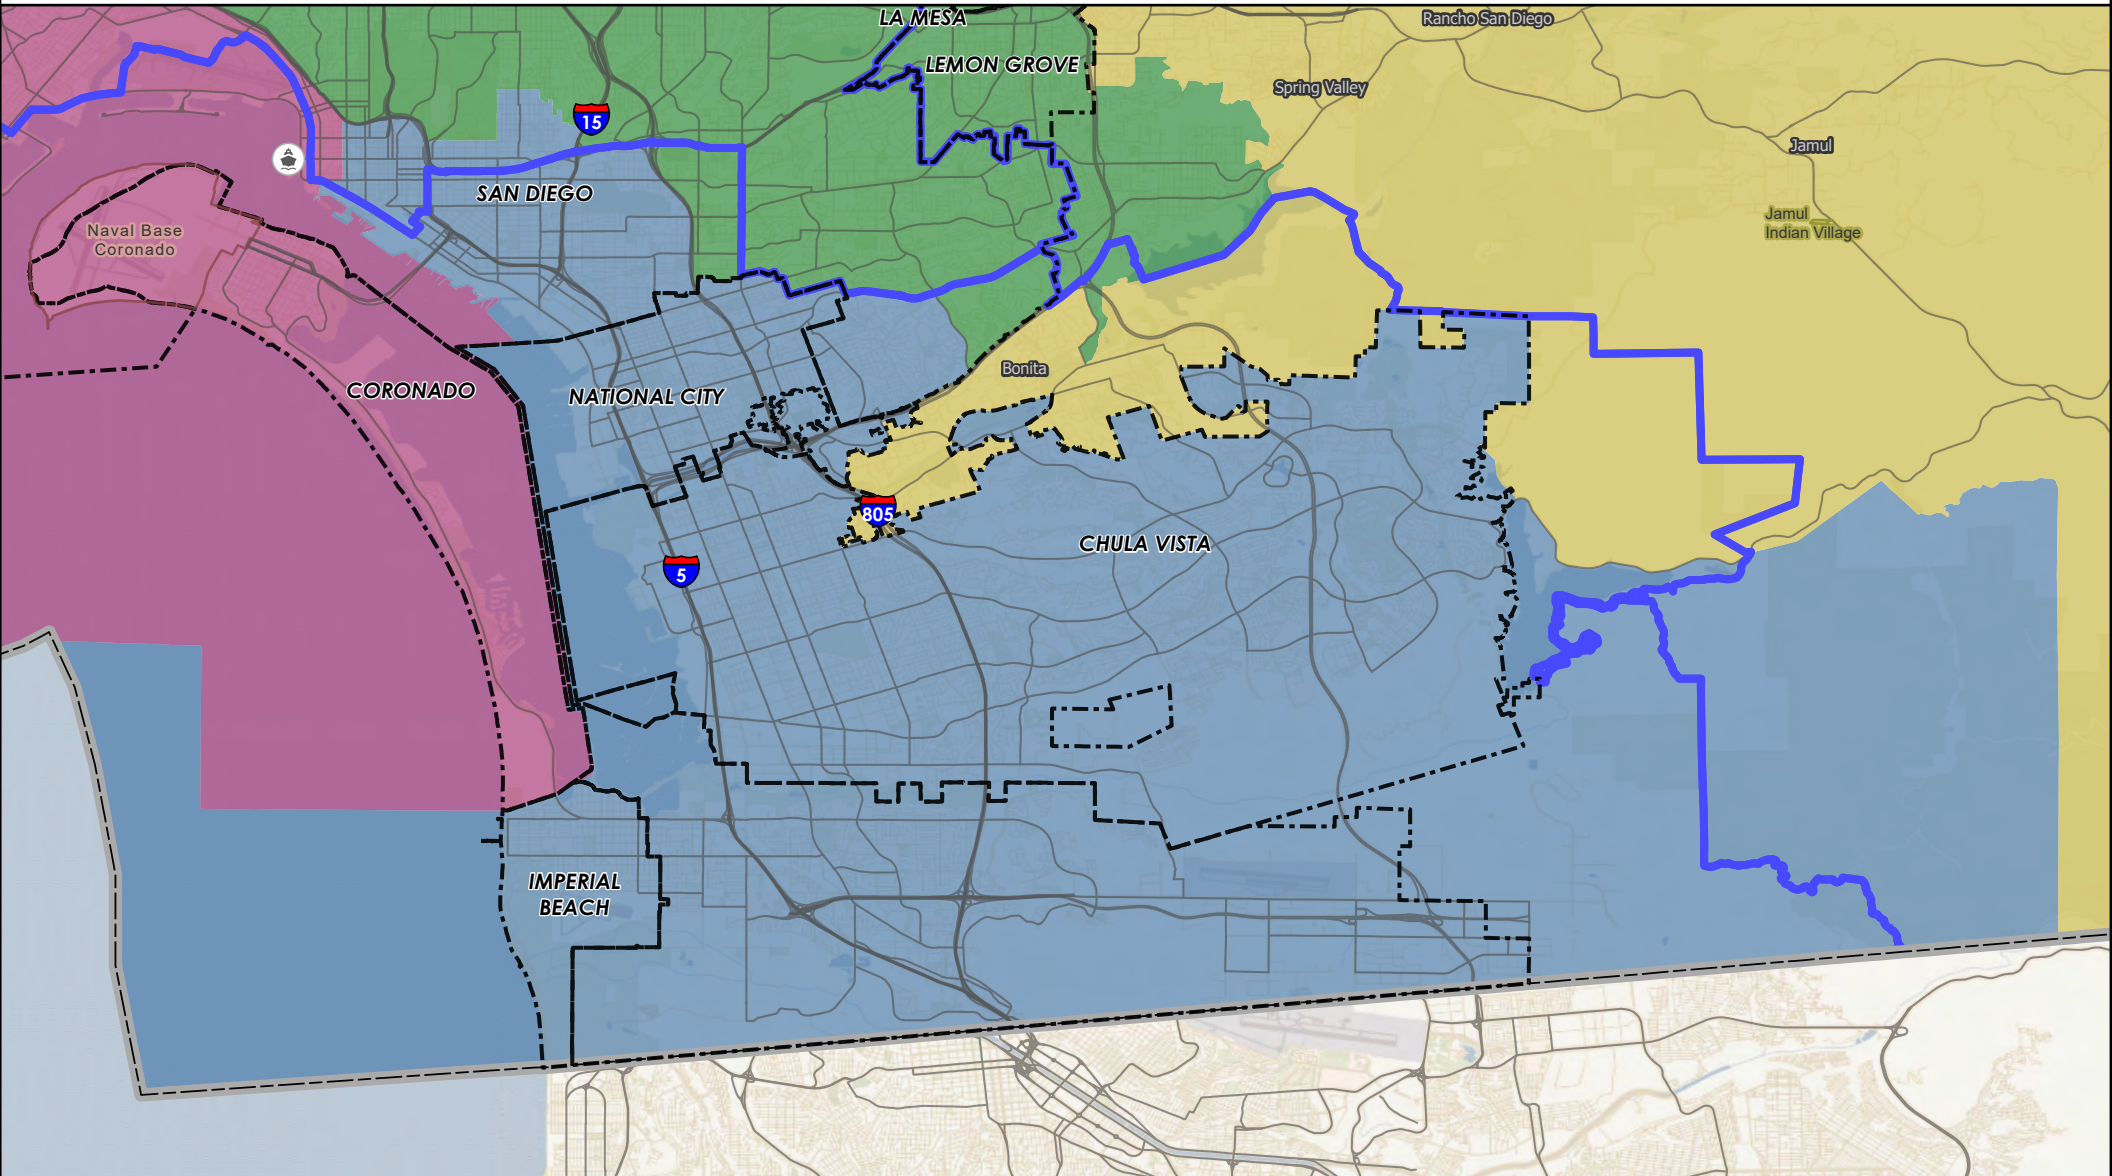 LA MESA
Rancho San Diego
LEMON GROVE
Spring Valley
15
Jamul
SAN DIEGO
Jamul
Indian Village
Naval Base
Coronado
Bonita
CORONADO
NATIONAL CITY
805
CHULA VISTA
5
IMPERIAL
BEACH